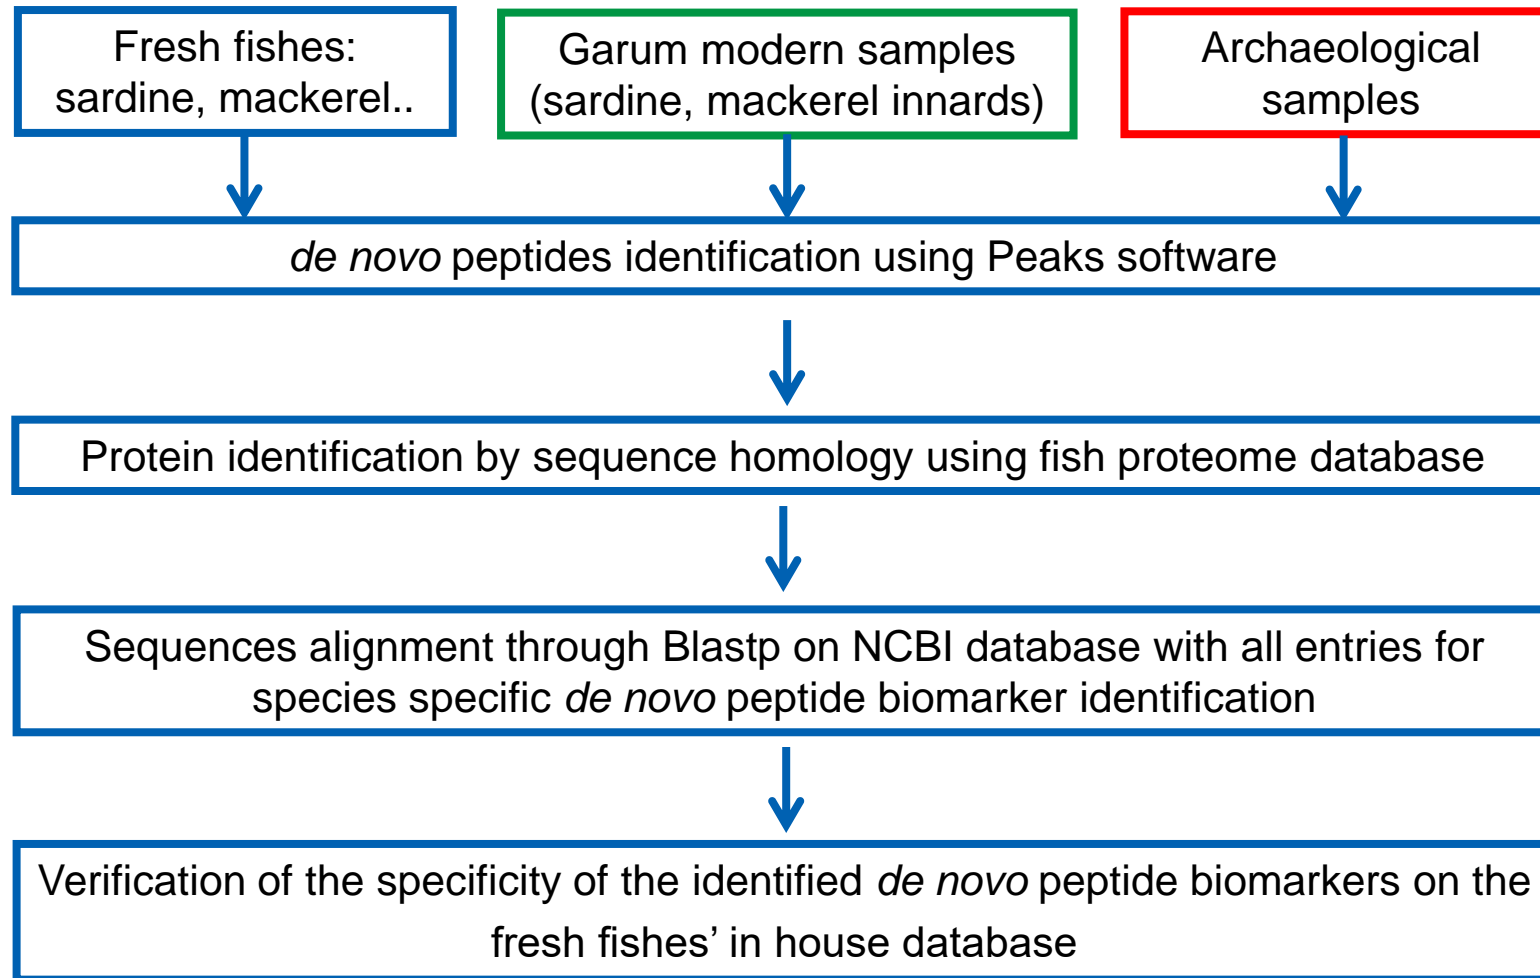 Fresh fishes:
sardine, mackerel..
Garum modern samples
(sardine, mackerel innards)
Archaeological
samples
de novo peptides identification using Peaks software
Protein identification by sequence homology using fish proteome database
Sequences alignment through Blastp on NCBI database with all entries for
species specific de novo peptide biomarker identification
Verification of the specificity of the identified de novo peptide biomarkers on the
fresh fishes’ in house database